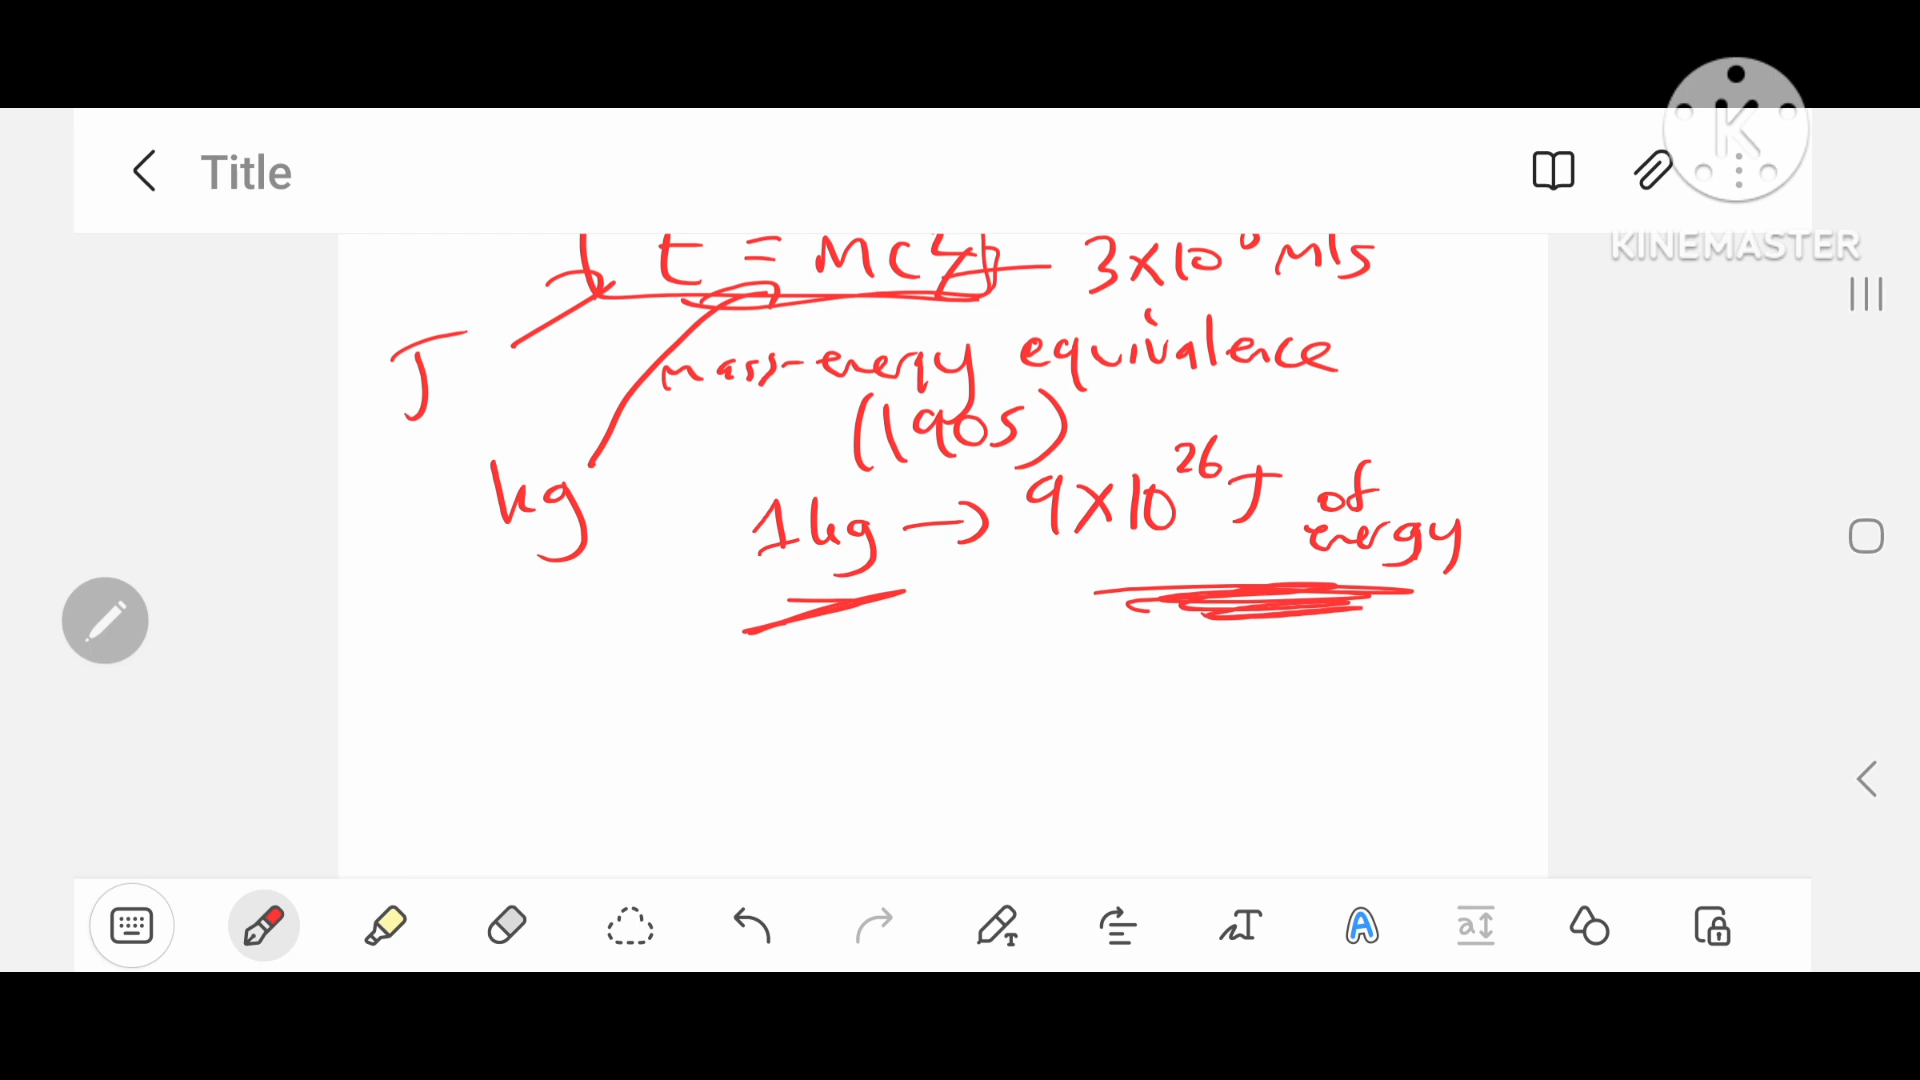 Title
KINEMASTER
E = mc² 3×10⁸ m/s
J
mass-energy equivalence
(1905)
kg
1kg → 9×10²⁶ J of energy